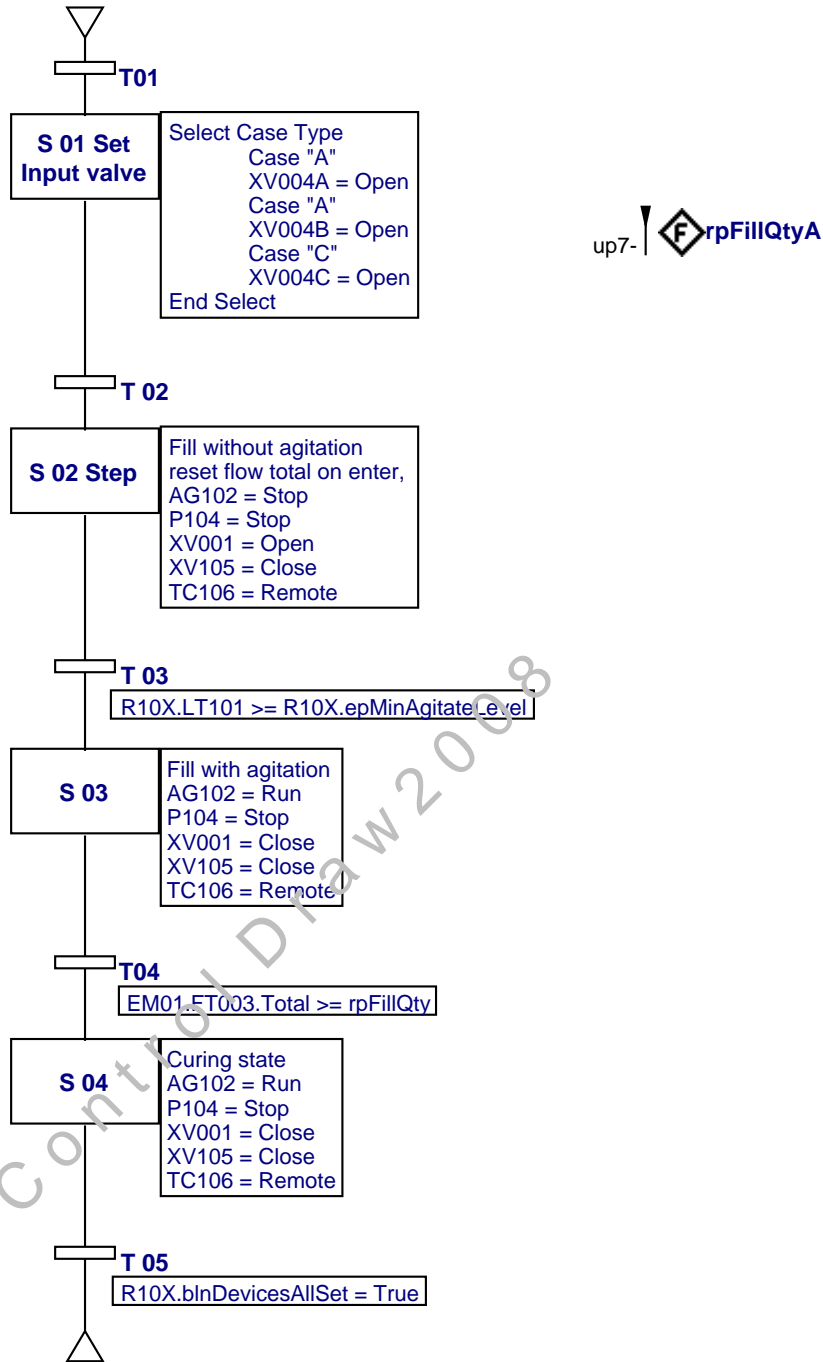 T01
S 01 Set
Input valve
Select Case Type
Case "A"
XV004A = Open
Case "A"
XV004B = Open
Case "C"
XV004C = Open
End Select
up7-
F
rpFillQtyA
T 02
S 02 Step
Fill without agitation
reset flow total on enter,
AG102 = Stop
P104 = Stop
XV001 = Open
XV105 = Close
TC106 = Remote
T 03
R10X.LT101 >= R10X.epMinAgitateLevel
S 03
Fill with agitation
AG102 = Run
P104 = Stop
XV001 = Close
XV105 = Close
TC106 = Remote
T04
EM01.FT003.Total >= rpFillQty
S 04
Curing state
AG102 = Run
P104 = Stop
XV001 = Close
XV105 = Close
TC106 = Remote
T 05
R10X.blnDevicesAllSet = True
Control Draw2008